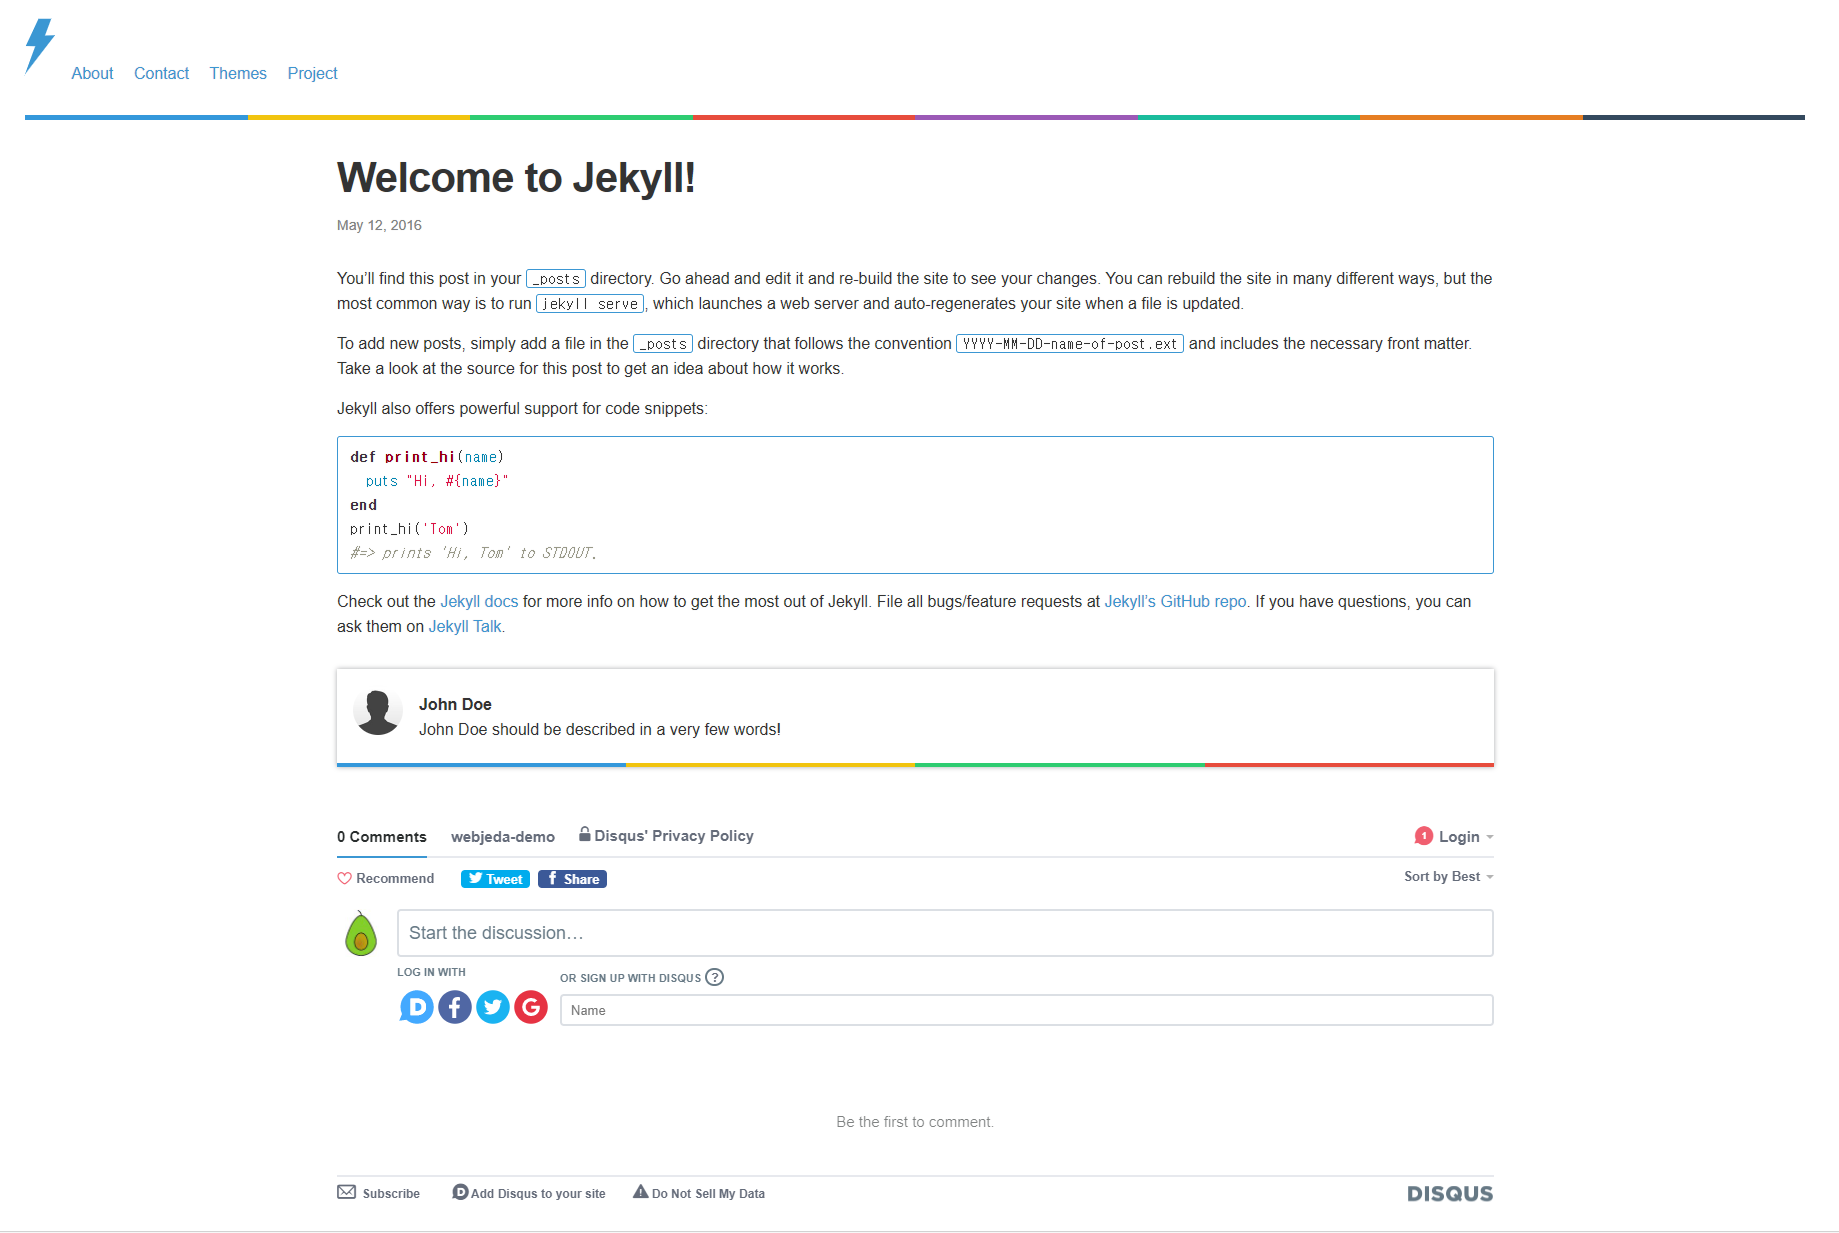 About Contact Themes Project
Welcome to Jekyll!
May 12, 2016
You’ll find this post in your _posts directory. Go ahead and edit it and re-build the site to see your changes. You can rebuild the site in many different ways, but the
most common way is to run jekyll serve, which launches a web server and auto-regenerates your site when a file is updated.
To add new posts, simply add a file in the _posts directory that follows the convention YYYY-MM-DD-name-of-post.ext and includes the necessary front matter.
Take a look at the source for this post to get an idea about how it works.
Jekyll also offers powerful support for code snippets:
def print_hi(name)
  puts "Hi, #{name}"
end
print_hi('Tom')
#=> prints 'Hi, Tom' to STDOUT.
Check out the Jekyll docs for more info on how to get the most out of Jekyll. File all bugs/feature requests at Jekyll’s GitHub repo. If you have questions, you can
ask them on Jekyll Talk.
John Doe
John Doe should be described in a very few words!
0 Comments webjeda-demo Disqus' Privacy Policy 1 Login
Recommend Tweet f Share Sort by Best
Start the discussion…
LOG IN WITH
OR SIGN UP WITH DISQUS ?
D f G
Name
Be the first to comment.
Subscribe D Add Disqus to your site Do Not Sell My Data DISQUS